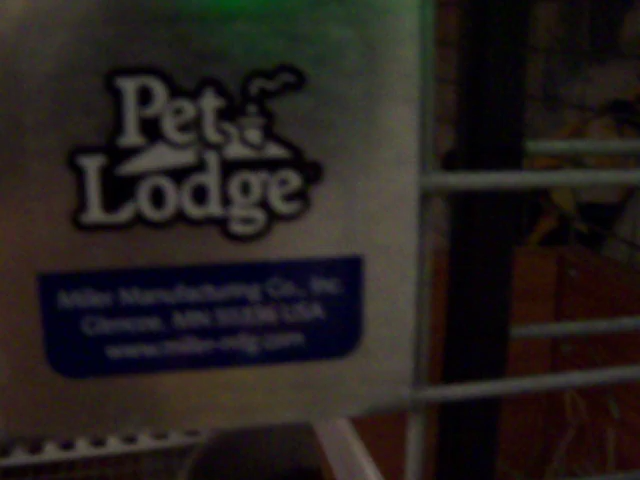 Pet
Lodge
Miller Manufacturing Co., Inc.
Glencoe, MN 55336 USA
www.miller-mfg.com